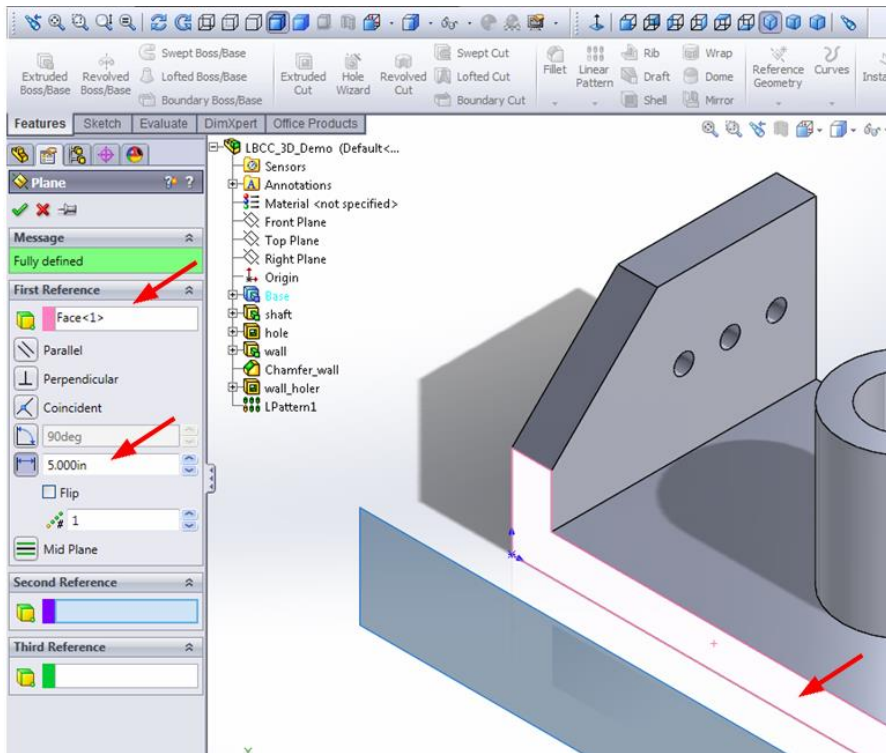 Extruded Boss/Base
Revolved Boss/Base
Swept Boss/Base
Lofted Boss/Base
Boundary Boss/Base
Extruded Cut
Hole Wizard
Revolved Cut
Swept Cut
Lofted Cut
Boundary Cut
Fillet
Linear Pattern
Rib
Draft
Shell
Wrap
Dome
Mirror
Reference Geometry
Curves
Insta
Features
Sketch
Evaluate
DimXpert
Office Products
Plane
Message
Fully defined
First Reference
Face<1>
Parallel
Perpendicular
Coincident
90deg
5.000in
Flip
1
Mid Plane
Second Reference
Third Reference
LBCC_3D_Demo (Default<...
Sensors
Annotations
Material <not specified>
Front Plane
Top Plane
Right Plane
Origin
Base
shaft
hole
wall
Chamfer_wall
wall_holer
LPattern1